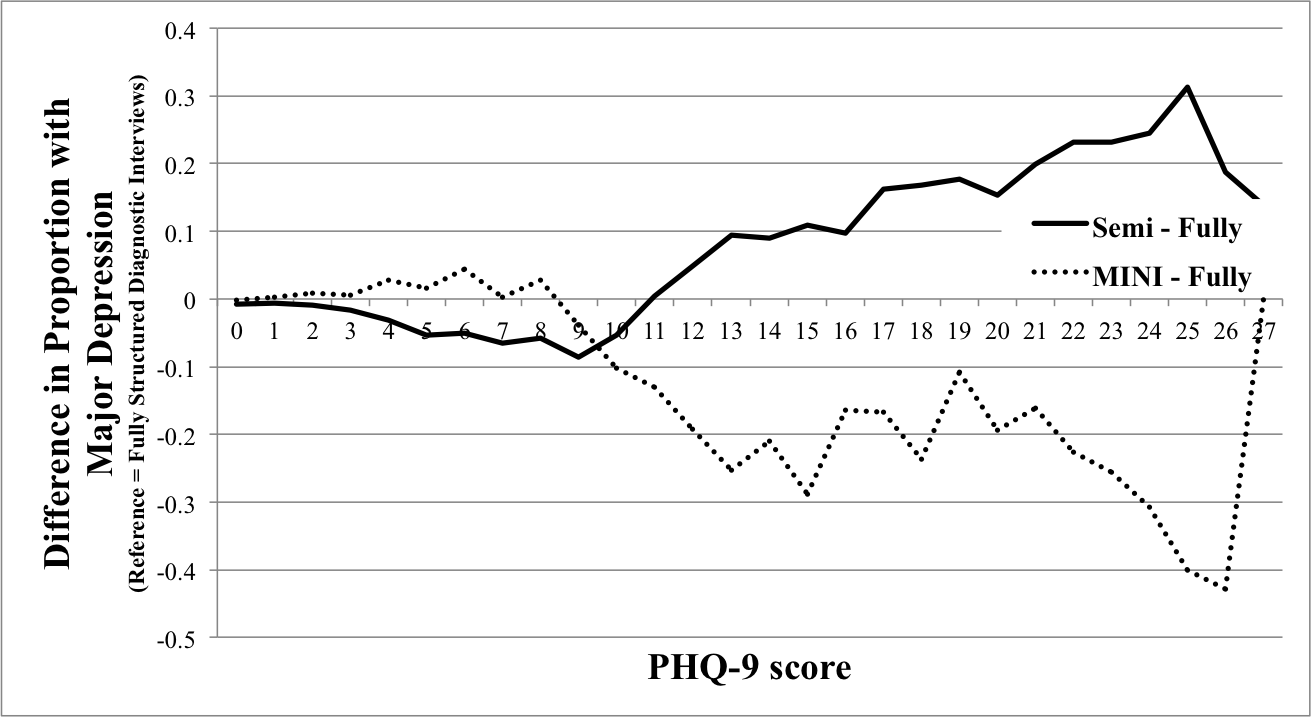 Difference in Proportion with
Major Depression
(Reference = Fully Structured Diagnostic Interviews)
0.4
0.3
0.2
0.1
0
-0.1
-0.2
-0.3
-0.4
-0.5
0 1 2 3 4 5 6 7 8 9 10 11 12 13 14 15 16 17 18 19 20 21 22 23 24 25 26 27
Semi - Fully
MINI - Fully
PHQ-9 score